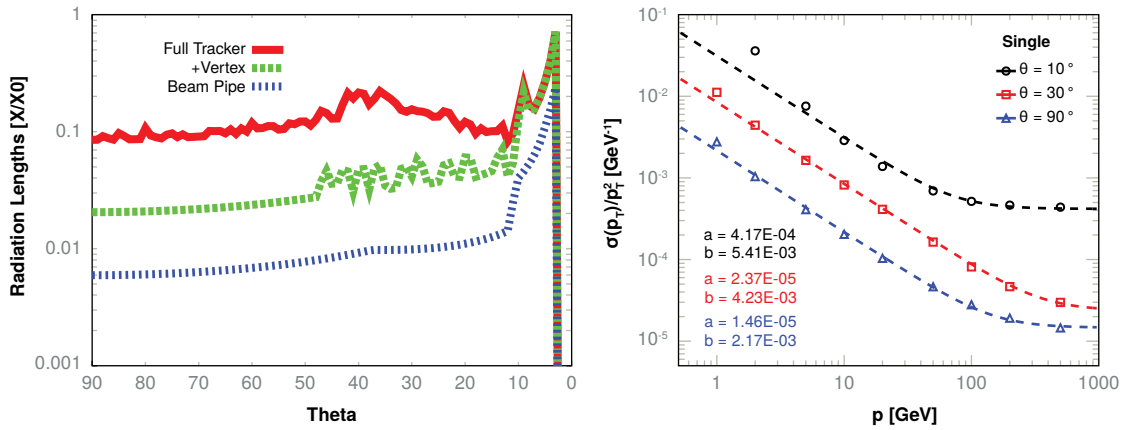 Radiation Lengths [X/X0]
1
0.1
0.01
0.001
Full Tracker
+Vertex
Beam Pipe
90 80 70 60 50 40 30 20 10 0
Theta
σ(p_T)/p_T^2 [GeV^-1]
10^-1
10^-2
10^-3
10^-4
10^-5
Single
θ = 10°
θ = 30°
θ = 90°
a = 4.17E-04
b = 5.41E-03
a = 2.37E-05
b = 4.23E-03
a = 1.46E-05
b = 2.17E-03
1 10 100 1000
p [GeV]